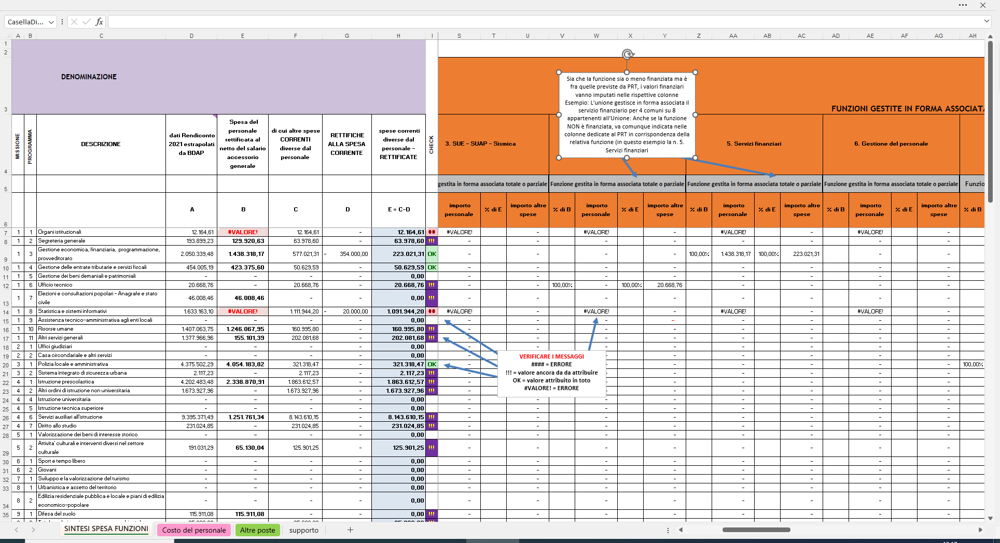 CasellaDi...
fx
A B C D E F G H I S T U V W X Y Z AA AB AC AD AE AF AG AH
1
2
DENOMINAZIONE
3
FUNZIONI GESTITE IN FORMA ASSOCIATA
Sia che la funzione sia o meno finanziata ma è
fra quelle previste da PRT, i valori finanziari
vanno imputati nelle rispettive colonne
Esempio: L'unione gestisce in forma associata il
servizio finanziario per 4 comuni su 8
appartenenti all'Unione: Anche se la funzione
NON è finanziata, va comunque indicata nelle
colonne dedicate al PRT in corrispondenza della
relativa funzione (in questo esempio la n. 5.
Servizi finanziari
MISSIONE
PROGRAMMA
DESCRIZIONE
dati Rendiconto
2021 estrapolati
da BDAP
Spesa del
personale
rettificata al
netto del salario
accessorio
generale
di cui altre spese
CORRENTI
diverse dal
personale
RETTIFICHE
ALLA SPESA
CORRENTE
spese correnti
diverse dal
personale -
RETTIFICATE
CHECK
3. SUE - SUAP - Sismica
5. Servizi finanziari
6. Gestione del personale
4
5 gestita in forma associata totale o parziale Funzione gestita in forma associata totale o parziale Funzione gestita in forma associata totale o parziale Funzione gestita in forma associata totale o parziale Funzio
6 A B C D E = C-D importo personale % di E importo altre spese % di B importo personale % di E importo altre spese % di B importo personale % di E importo altre spese % di B importo personale % di E importo altre spese % di B
7 1 1 Organi istituzionali 12.164,61 #VALORE! 12.164,61 - 12.164,61 ## #VALORE! - #VALORE! - #VALORE! - #VALORE! -
8 1 2 Segreteria generale 193.899,23 129.920,63 63.978,60 - 63.978,60 !!! - - - - - - - -
9 1 3 Gestione economica, finanziaria, programmazione, provveditorato 2.050.339,48 1.438.318,17 577.021,31 - 354.000,00 223.021,31 OK - - - - 100,00% 1.438.318,17 100,00% 223.021,31 - -
10 1 4 Gestione delle entrate tributarie e servizi fiscali 454.005,19 423.375,60 50.629,59 - 50.629,59 OK - - - - - - - -
11 1 5 Gestione dei beni demaniali e patrimoniali - - - - 0,00 - - - - - - - -
12 1 6 Ufficio tecnico 20.668,76 - 20.668,76 - 20.668,76 !!! - - 100,00% - 100,00% 20.668,76 - - - -
13 1 7 Elezioni e consultazioni popolari - Anagrafe e stato civile 46.008,46 46.008,46 - - 0,00 !!! - - - - - - - -
14 1 8 Statistica e sistemi informativi 1.633.163,10 #VALORE! 1.111.944,20 - 20.000,00 1.091.944,20 ## #VALORE! - #VALORE! - #VALORE! - #VALORE! -
15 1 9 Assistenza tecnico-amministrativa agli enti locali - - - - 0,00 - - - - - - - -
16 1 10 Risorse umane 1.407.063,75 1.246.067,95 160.995,80 - 160.995,80 !!! - - - - - - - -
17 1 11 Altri servizi generali 1.377.966,96 155.101,39 202.081,68 - 202.081,68 !!! - - - - - - - -
18 2 1 Uffici giudiziari - - - - 0,00 - - - - - - - -
19 2 2 Casa circondariale e altri servizi - - - - 0,00 - - - - - -
20 3 1 Polizia locale e amministrativa 4.375.502,29 4.054.183,82 321.318,47 - 321.318,47 OK - - - - - - 100,00%
21 3 2 Sistema integrato di sicurezza urbana 2.117,23 - 2.117,23 - 2.117,23 !!! - - - - - -
22 4 1 Istruzione prescolastica 4.202.483,48 2.338.870,91 1.863.612,57 - 1.863.612,57 !!! - - - - - -
23 4 2 Altri ordini di istruzione non universitaria 1.673.927,96 - 1.673.927,96 - 1.673.927,96 !!! - - - - - -
VERIFICARE I MESSAGGI
#### = ERRORE
!!! = valore ancora da da attribuire
OK = valore attribuito in toto
#VALORE! = ERRORE
24 4 4 Istruzione universitaria - - - - 0,00 - - - - - - - -
25 4 5 Istruzione tecnica superiore - - - - 0,00 - - - - - - - -
26 4 6 Servizi ausiliari all'istruzione 9.395.371,49 1.251.761,34 8.143.610,15 - 8.143.610,15 !!! - - - - - - - -
27 4 7 Diritto allo studio 231.024,85 - 231.024,85 - 231.024,85 !!! - - - - - - - -
28 5 1 Valorizzazione dei beni di interesse storico - - - - 0,00 - - - - - - - -
29 5 2 Attivita' culturali e interventi diversi nel settore culturale 191.031,29 65.130,04 125.901,25 - 125.901,25 !!! - - - - - - - -
30 6 1 Sport e tempo libero - - - - 0,00 - - - - - - - -
31 6 2 Giovani - - - - 0,00 - - - - - - - -
32 7 1 Sviluppo e la valorizzazione del turismo - - - - 0,00 - - - - - - - -
33 8 1 Urbanistica e assetto del territorio - - - - 0,00 - - - - - - - -
34 8 2 Edilizia residenziale pubblica e locale e piani di edilizia economico-popolare - - - - 0,00 - - - - - - - -
35 9 1 Difesa del suolo 115.911,08 115.911,08 - - 0,00 !!! - - - - - - - -
SINTESI SPESA FUNZIONI Costo del personale Altre poste supporto +